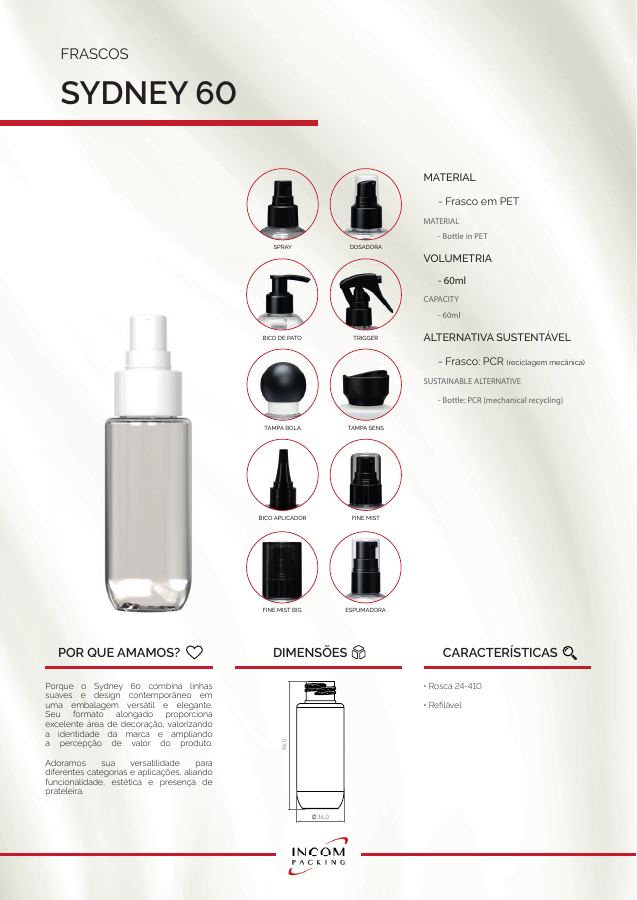 FRASCOS
SYDNEY 60
SPRAY
DOSADORA
BICO DE PATO
TRIGGER
TAMPA BOLA
TAMPA SENS
BICO APLICADOR
FINE MIST
FINE MIST BIG
ESPUMADORA
MATERIAL
- Frasco em PET
MATERIAL
- Bottle in PET
VOLUMETRIA
- 60ml
CAPACITY
- 60ml
ALTERNATIVA SUSTENTÁVEL
- Frasco: PCR (reciclagem mecânica)
SUSTAINABLE ALTERNATIVE
- Bottle: PCR (mechanical recycling)
POR QUE AMAMOS?
Porque o Sydney 60 combina linhas
suaves e design contemporâneo em
uma embalagem versátil e elegante.
Seu formato alongado proporciona
excelente área de decoração, valorizando
a identidade da marca e ampliando
a percepção de valor do produto.
Adoramos sua versatilidade para
diferentes categorias e aplicações, aliando
funcionalidade, estética e presença de
prateleira.
DIMENSÕES
96,0
Ø36,0
CARACTERÍSTICAS
• Rosca 24-410
• Refilável
INCOM
PACKING